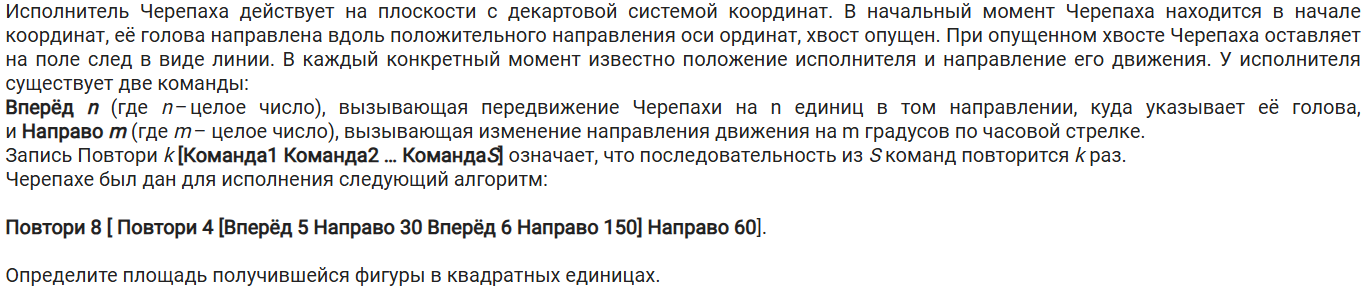 Исполнитель Черепаха действует на плоскости с декартовой системой координат. В начальный момент Черепаха находится в начале
координат, её голова направлена вдоль положительного направления оси ординат, хвост опущен. При опущенном хвосте Черепаха оставляет
на поле след в виде линии. В каждый конкретный момент известно положение исполнителя и направление его движения. У исполнителя
существует две команды:
Вперёд n (где n – целое число), вызывающая передвижение Черепахи на n единиц в том направлении, куда указывает её голова,
и Направо m (где m – целое число), вызывающая изменение направления движения на m градусов по часовой стрелке.
Запись Повтори k [Команда1 Команда2 … КомандаS] означает, что последовательность из S команд повторится k раз.
Черепахе был дан для исполнения следующий алгоритм:
Повтори 8 [ Повтори 4 [Вперёд 5 Направо 30 Вперёд 6 Направо 150] Направо 60].
Определите площадь получившейся фигуры в квадратных единицах.